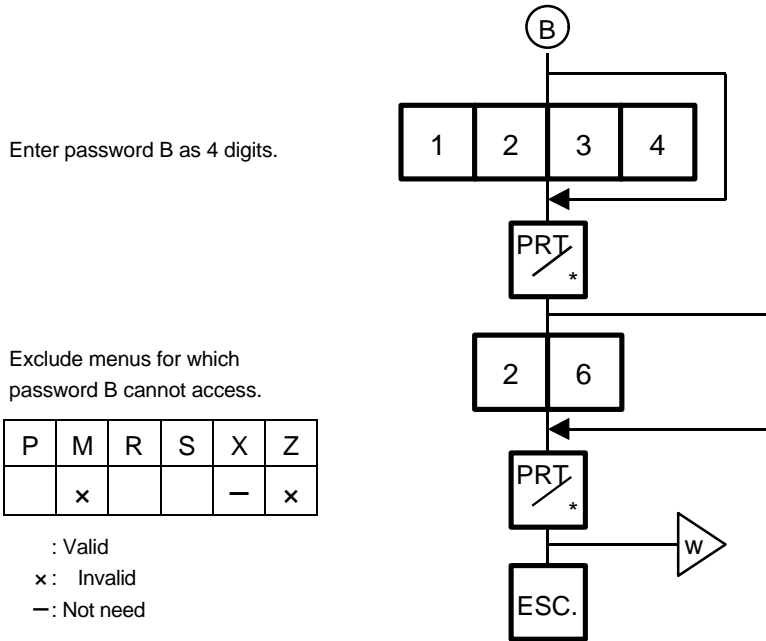 B
Enter password B as 4 digits.
1 2 3 4
PRT
*
Exclude menus for which
password B cannot access.
2 6
P M R S X Z
× − ×
PRT
*
: Valid
×: Invalid
−: Not need
w
ESC.